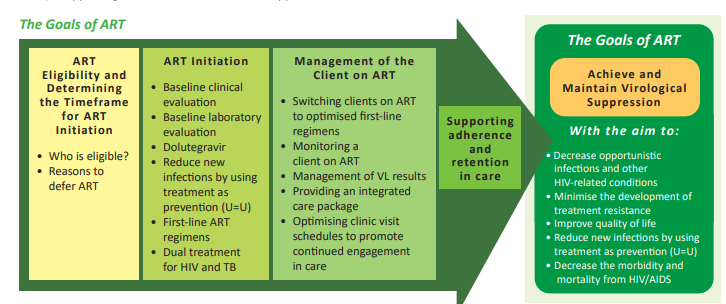 The Goals of ART
ART
Eligibility and
Determining
the Timeframe
for ART
Initiation
• Who is eligible?
• Reasons to
defer ART
ART Initiation
• Baseline clinical
evaluation
• Baseline laboratory
evaluation
• Dolutegravir
• Reduce new
infections by using
treatment as
prevention (U=U)
• First-line ART
regimens
• Dual treatment
for HIV and TB
Management of the
Client on ART
• Switching clients on ART
to optimised first-line
regimens
• Monitoring a
client on ART
• Management of VL results
• Providing an integrated
care package
• Optimising clinic visit
schedules to promote
continued engagement
in care
Supporting
adherence
and
retention
in care
The Goals of ART
Achieve and
Maintain Virological
Suppression
With the aim to:
• Decrease opportunistic
infections and other
HIV-related conditions
• Minimise the development of
treatment resistance
• Improve quality of life
• Reduce new infections by using
treatment as prevention (U=U)
• Decrease the morbidity and
mortality from HIV/AIDS